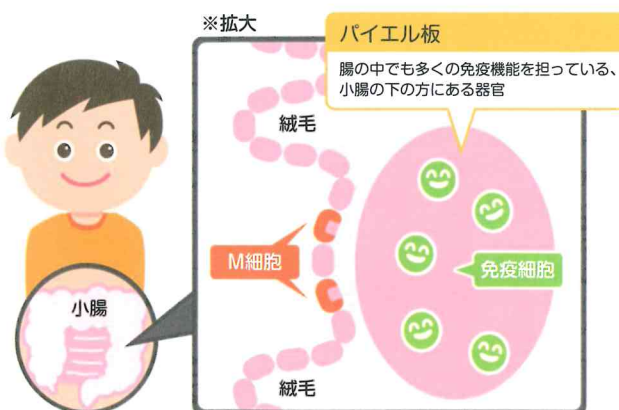 ※拡大
パイエル板
腸の中でも多くの免疫機能を担っている、
小腸の下の方にある器官
絨毛
M細胞
免疫細胞
小腸
絨毛